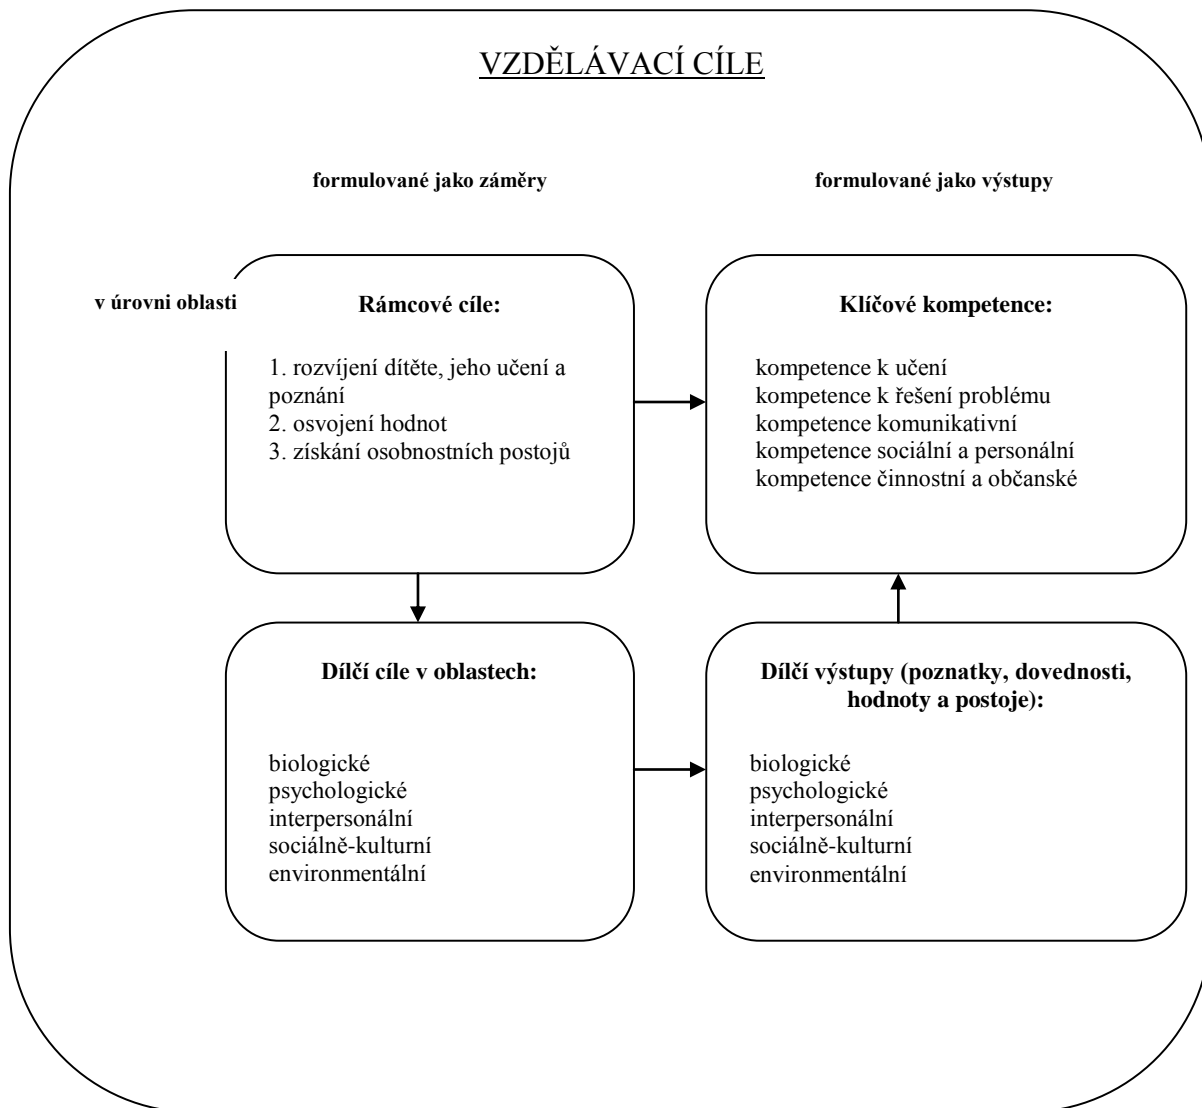 VZDĚLÁVACÍ CÍLE
formulované jako záměry
formulované jako výstupy
v úrovni oblasti
Rámcové cíle:
1. rozvíjení dítěte, jeho učení a
poznání
2. osvojení hodnot
3. získání osobnostních postojů
Klíčové kompetence:
kompetence k učení
kompetence k řešení problému
kompetence komunikativní
kompetence sociální a personální
kompetence činnostní a občanské
Dílčí cíle v oblastech:
biologické
psychologické
interpersonální
sociálně-kulturní
environmentální
Dílčí výstupy (poznatky, dovednosti,
hodnoty a postoje):
biologické
psychologické
interpersonální
sociálně-kulturní
environmentální